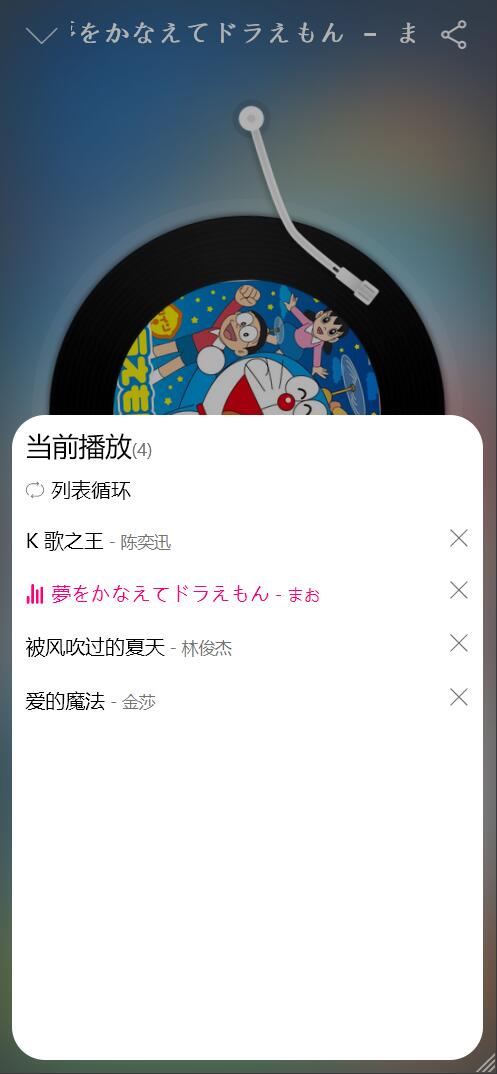 夢をかなえてドラえもん - ま
当前播放(4)
列表循环
K 歌之王 - 陈奕迅
夢をかなえてドラえもん - まぉ
被风吹过的夏天 - 林俊杰
爱的魔法 - 金莎